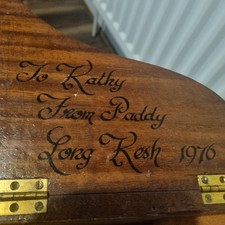 To Kathy
From Paddy
Long Kesh 1976